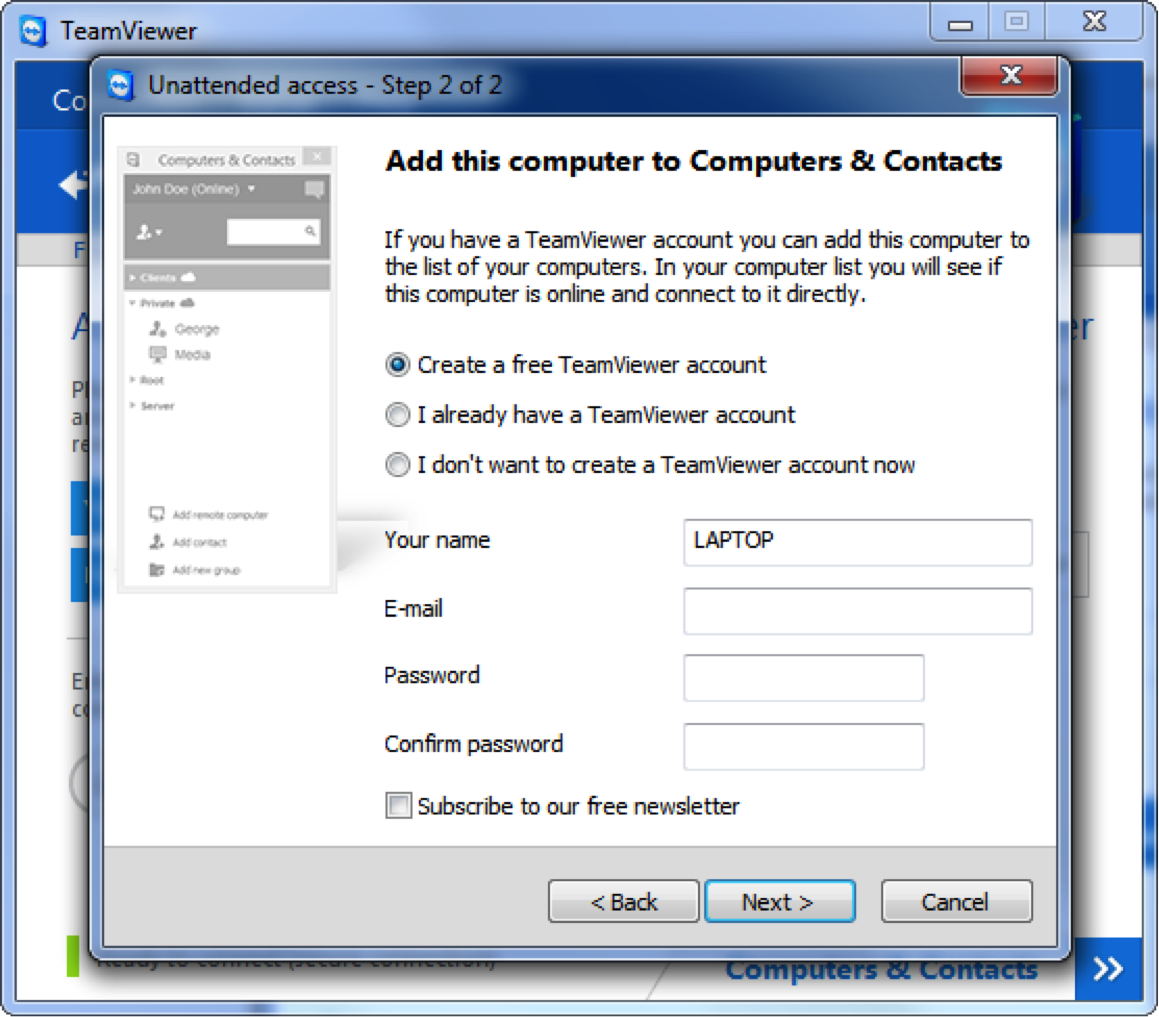 TeamViewer
Co
Unattended access - Step 2 of 2
Computers & Contacts
John Doe (Online)
Clients
Private
George
Media
Root
Server
Add remote computer
Add contact
Add new group
Add this computer to Computers & Contacts
If you have a TeamViewer account you can add this computer to
the list of your computers. In your computer list you will see if
this computer is online and connect to it directly.
Create a free TeamViewer account
I already have a TeamViewer account
I don't want to create a TeamViewer account now
Your name
LAPTOP
E-mail
Password
Confirm password
Subscribe to our free newsletter
< Back
Next >
Cancel
Ready to connect (secure connection)
Computers & Contacts